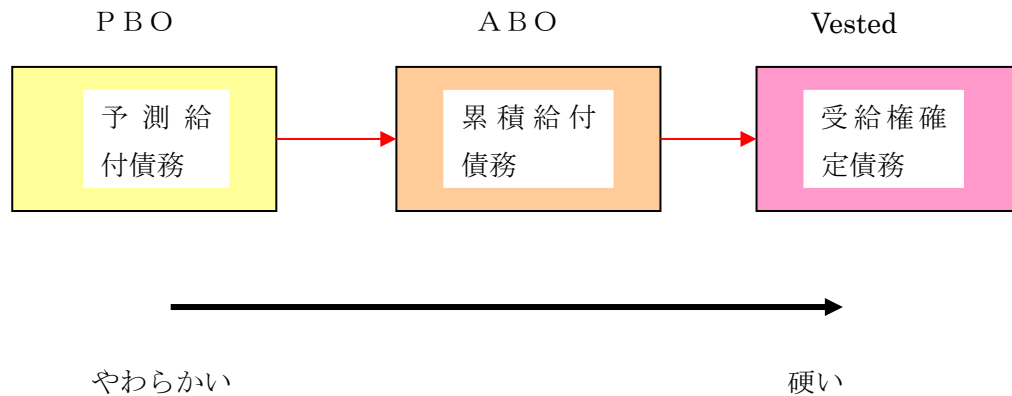 ＰＢＯ
ＡＢＯ
Vested
予測給
付債務
累積給付
債務
受給権確
定債務
やわらかい
硬い